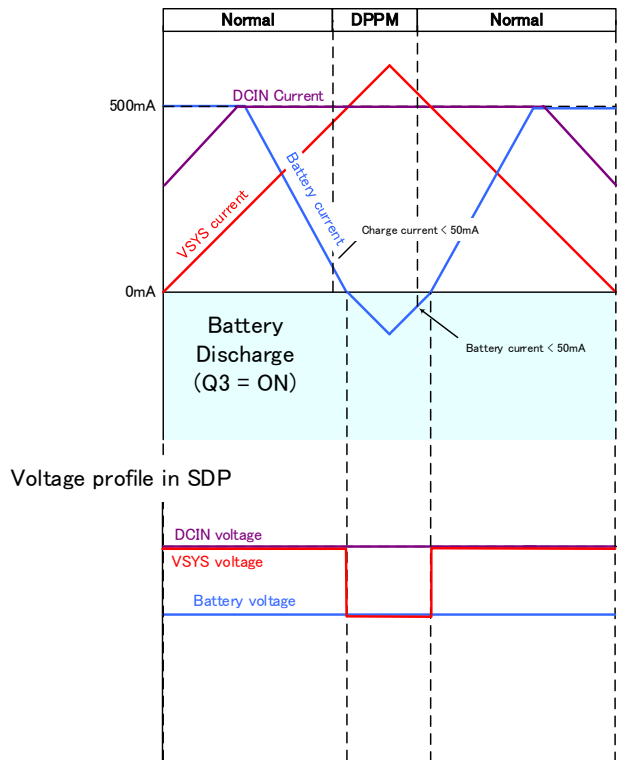 Normal
DPPM
Normal
DCIN Current
500mA
Battery current
VSYS current
Charge current < 50mA
0mA
Battery
Discharge
(Q3 = ON)
Battery current < 50mA
Voltage profile in SDP
DCIN voltage
VSYS voltage
Battery voltage